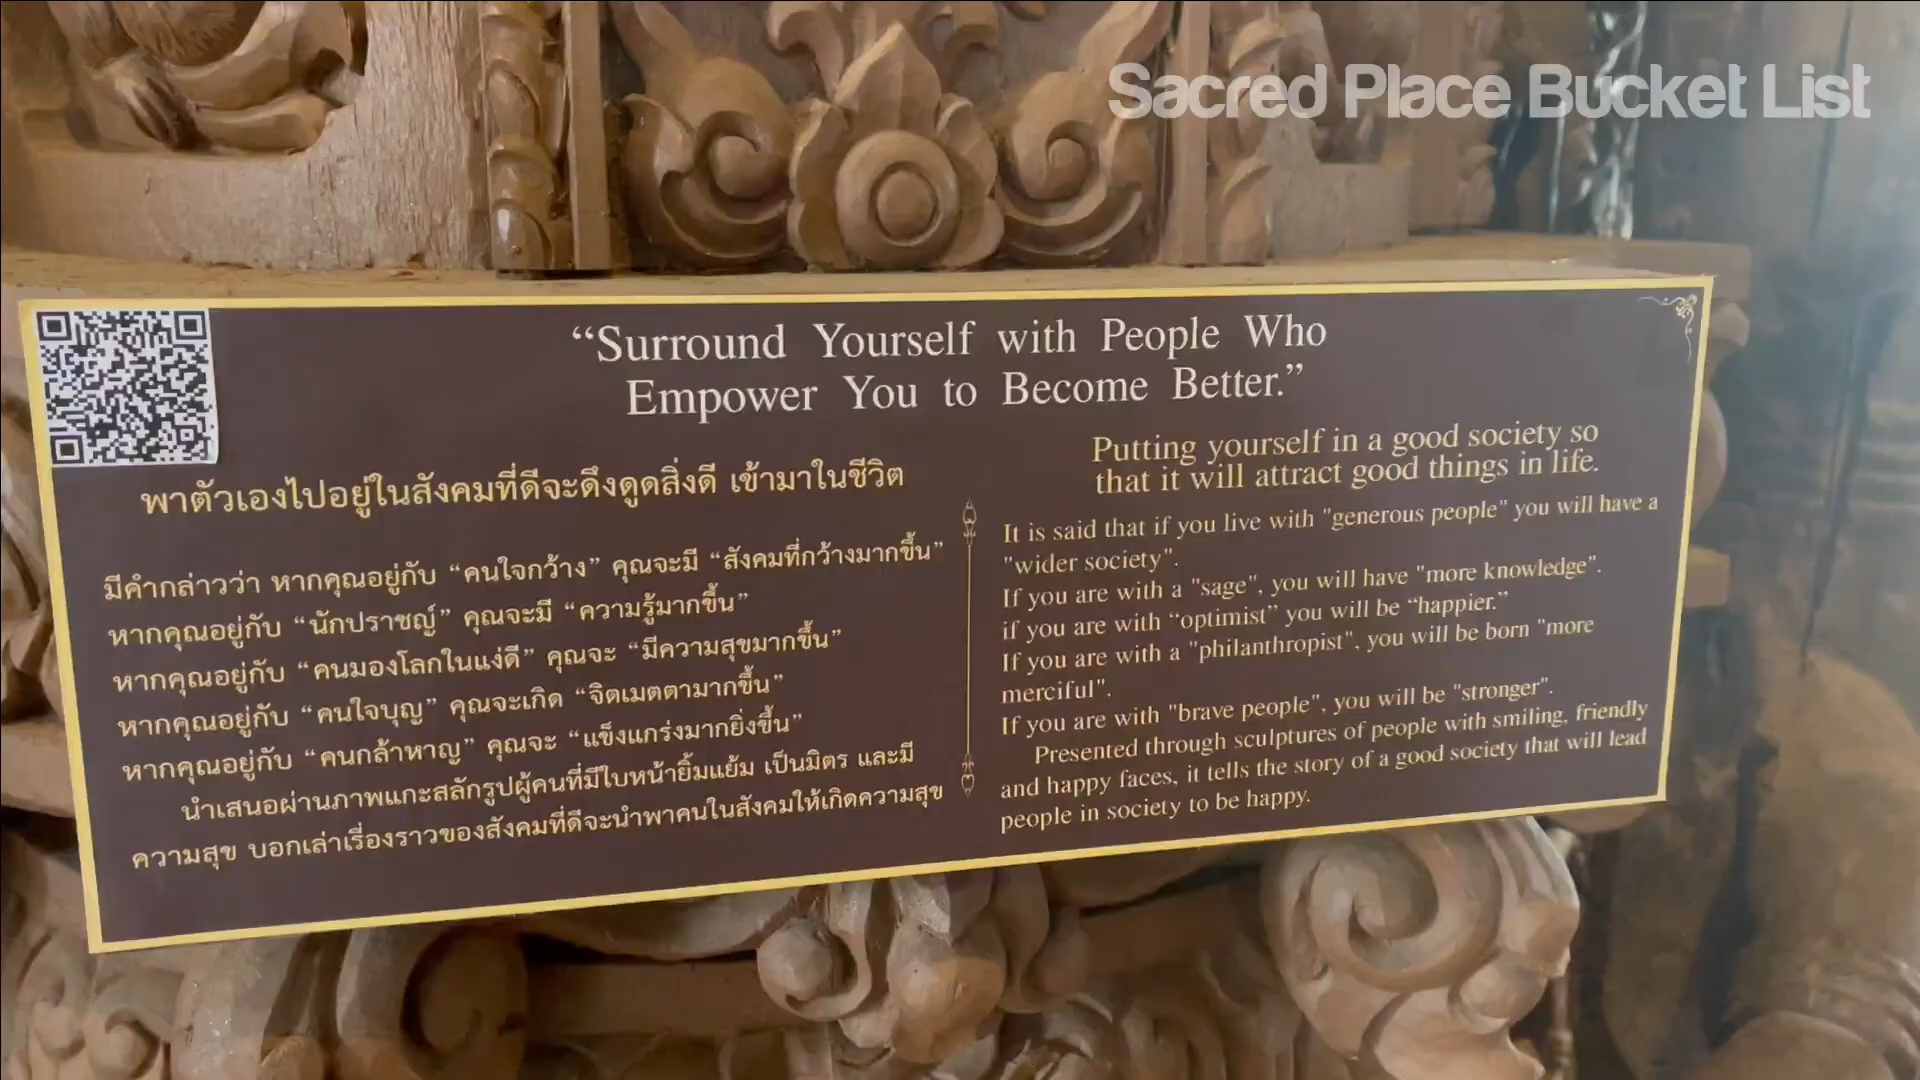 Sacred Place Bucket List
“Surround Yourself with People Who
Empower You to Become Better.”
พาตัวเองไปอยู่ในสังคมที่ดีจะดึงดูดสิ่งดี เข้ามาในชีวิต
มีคำกล่าวว่า หากคุณอยู่กับ “คนใจกว้าง” คุณจะมี “สังคมที่กว้างมากขึ้น”
หากคุณอยู่กับ “นักปราชญ์” คุณจะมี “ความรู้มากขึ้น”
หากคุณอยู่กับ “คนมองโลกในแง่ดี” คุณจะ “มีความสุขมากขึ้น”
หากคุณอยู่กับ “คนใจบุญ” คุณจะเกิด “จิตเมตตามากขึ้น”
หากคุณอยู่กับ “คนกล้าหาญ” คุณจะ “แข็งแกร่งมากยิ่งขึ้น”
นำเสนอผ่านภาพแกะสลักรูปผู้คนที่มีใบหน้ายิ้มแย้ม เป็นมิตร และมี
ความสุข บอกเล่าเรื่องราวของสังคมที่ดีจะนำพาคนในสังคมให้เกิดความสุข
Putting yourself in a good society so
that it will attract good things in life.
It is said that if you live with "generous people" you will have a
"wider society".
If you are with a "sage", you will have "more knowledge".
if you are with “optimist” you will be “happier.”
If you are with a "philanthropist", you will be born "more
merciful".
If you are with "brave people", you will be "stronger".
Presented through sculptures of people with smiling, friendly
and happy faces, it tells the story of a good society that will lead
people in society to be happy.